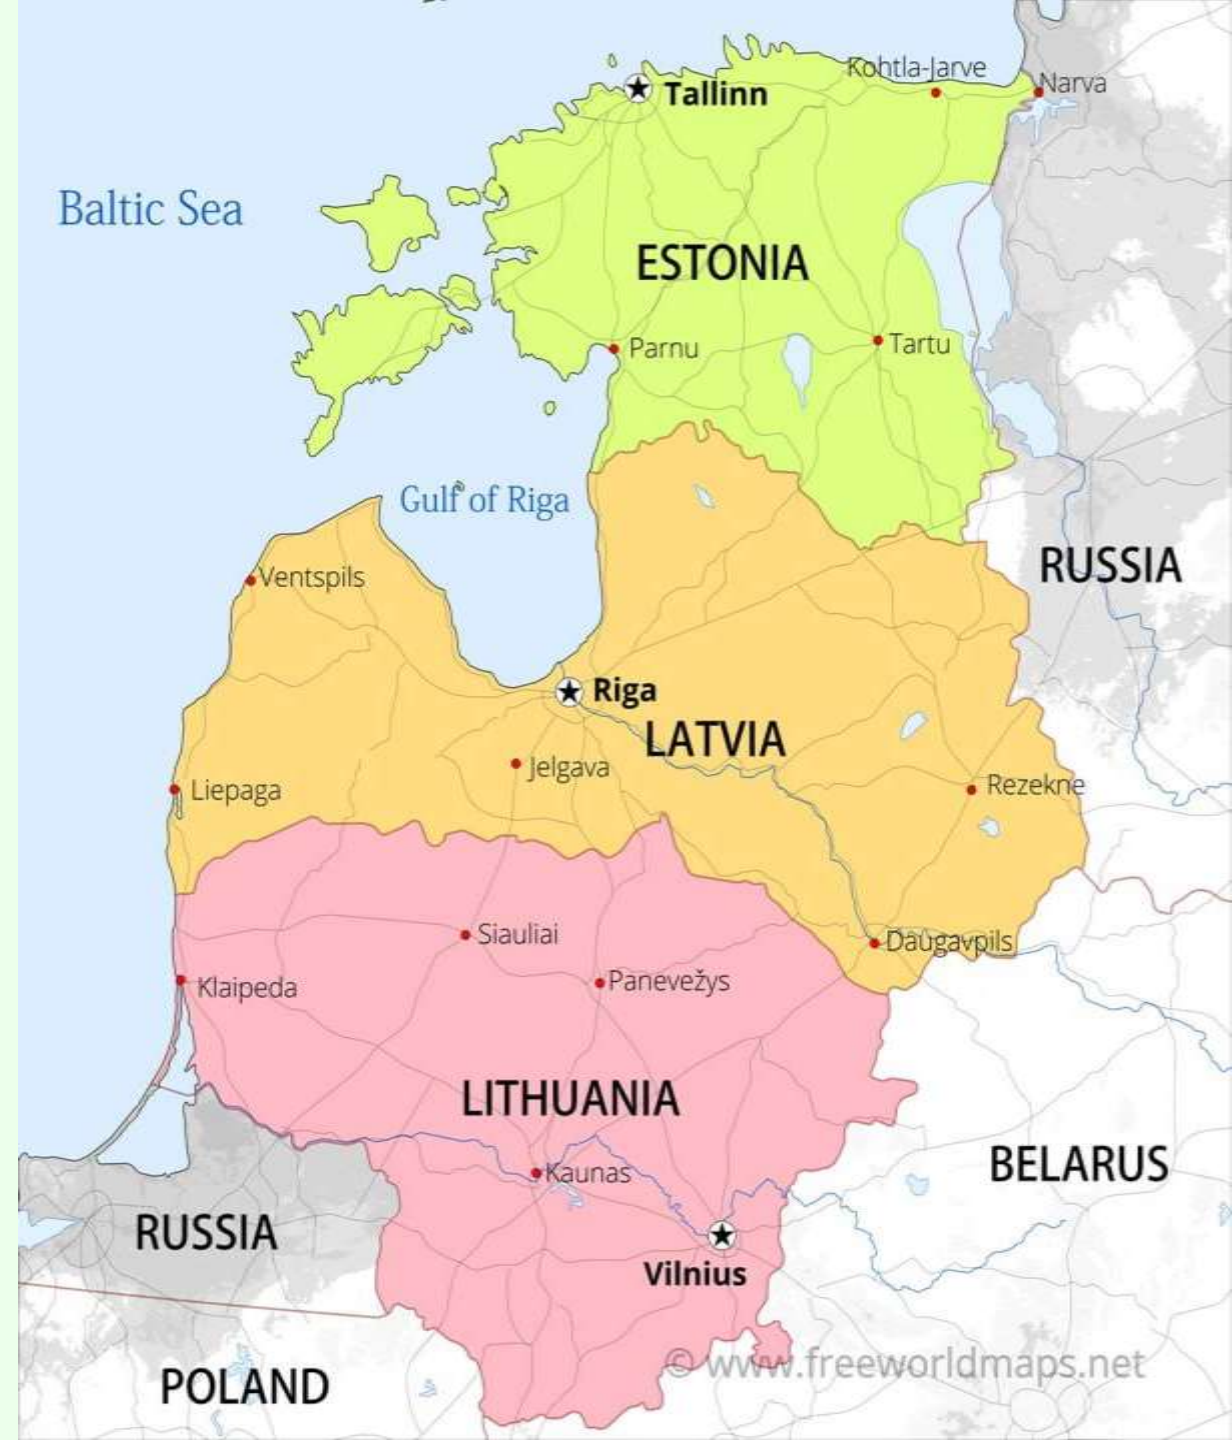 Kohtla-Jarve
Narva
Tallinn
Baltic Sea
ESTONIA
Parnu
Tartu
Gulf of Riga
RUSSIA
Ventspils
Riga
LATVIA
Jelgava
Liepaga
Rezekne
Siauliai
Daugavpils
Panevežys
Klaipeda
LITHUANIA
BELARUS
Kaunas
RUSSIA
Vilnius
POLAND
© www.freeworldmaps.net